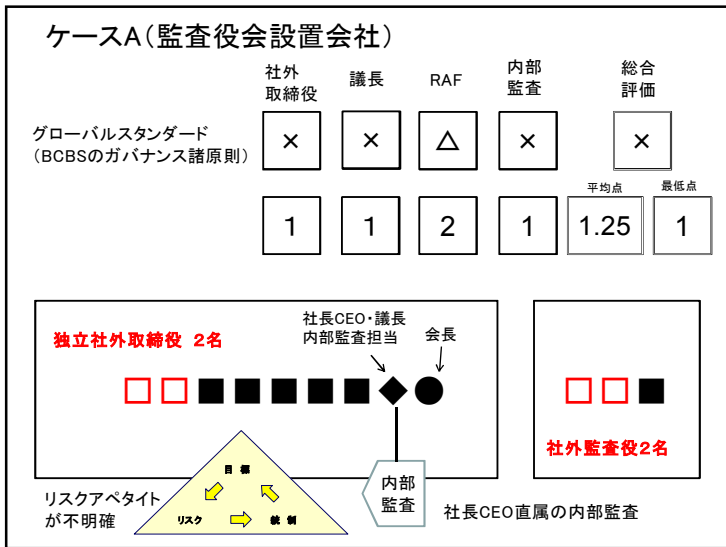 ケースA(監査役会設置会社)
社外
取締役
議長
RAF
内部
監査
総合
評価
グローバルスタンダード
(BCBSのガバナンス諸原則)
×
×
△
×
×
平均点
最低点
1
1
2
1
1.25
1
独立社外取締役 2名
社長CEO・議長
内部監査担当
会長
社外監査役2名
目 標
リスク
統 制
リスクアペタイト
が不明確
内部
監査
社長CEO直属の内部監査